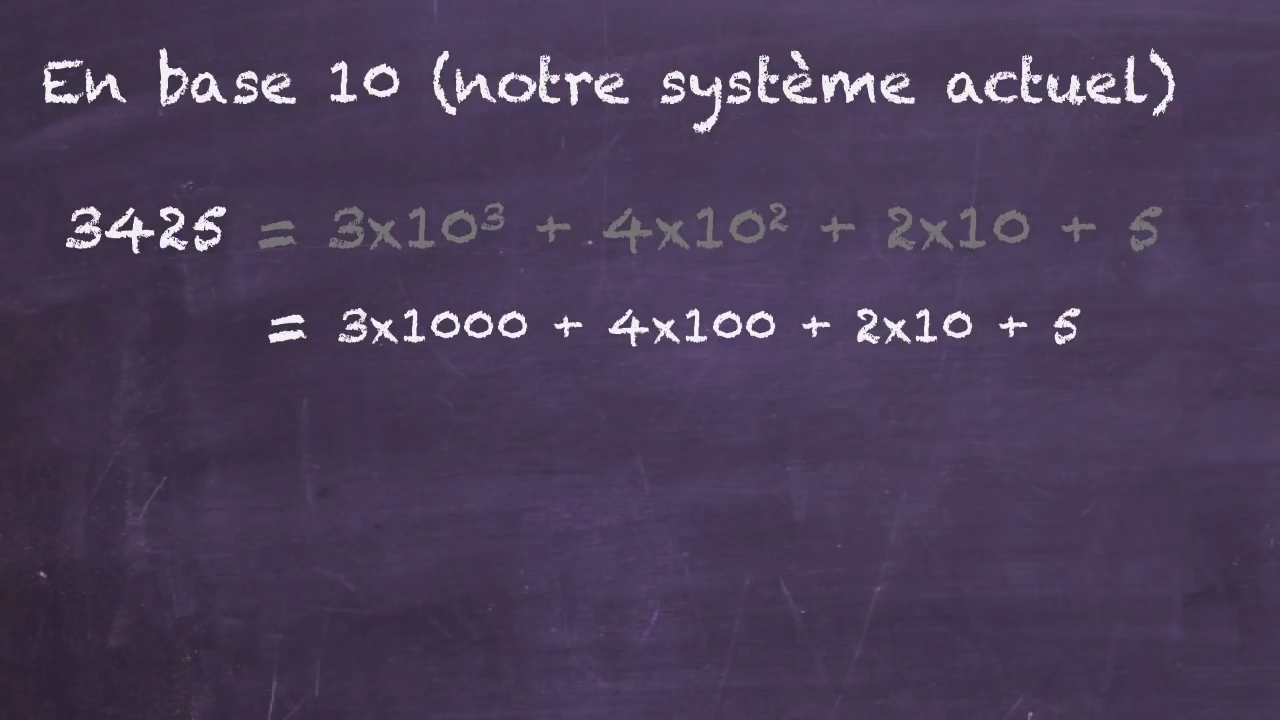 En base 10 (notre système actuel)
3425 = 3x10³ + 4x10² + 2x10 + 5
= 3x1000 + 4x100 + 2x10 + 5